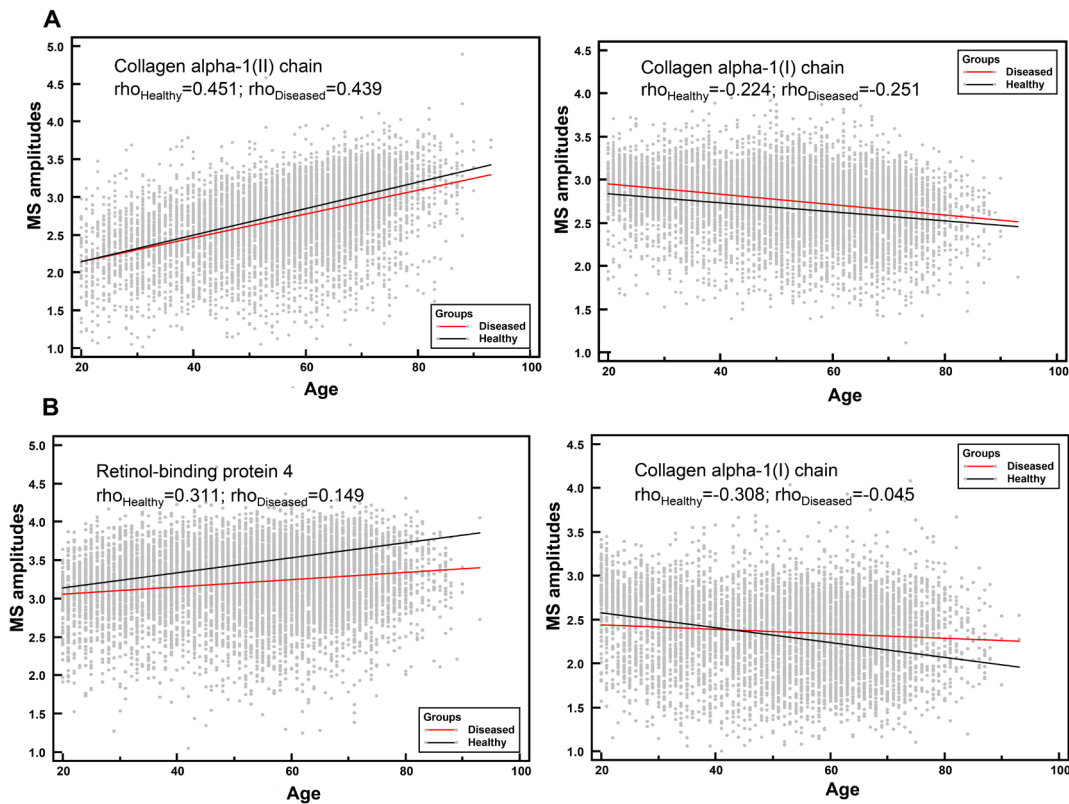 A
Collagen alpha-1(II) chain
rhoHealthy=0.451; rhoDiseased=0.439
MS amplitudes
5.0
4.5
4.0
3.5
3.0
2.5
2.0
1.5
1.0
20
40
60
80
100
Age
Groups
Diseased
Healthy
Collagen alpha-1(I) chain
rhoHealthy=-0.224; rhoDiseased=-0.251
Groups
Diseased
Healthy
MS amplitudes
4.5
4.0
3.5
3.0
2.5
2.0
1.5
1.0
20
40
60
80
100
Age
B
Retinol-binding protein 4
rhoHealthy=0.311; rhoDiseased=0.149
MS amplitudes
5.0
4.5
4.0
3.5
3.0
2.5
2.0
1.5
1.0
20
40
60
80
100
Age
Groups
Diseased
Healthy
Collagen alpha-1(I) chain
rhoHealthy=-0.308; rhoDiseased=-0.045
Groups
Diseased
Healthy
MS amplitudes
4.5
4.0
3.5
3.0
2.5
2.0
1.5
1.0
20
40
60
80
100
Age